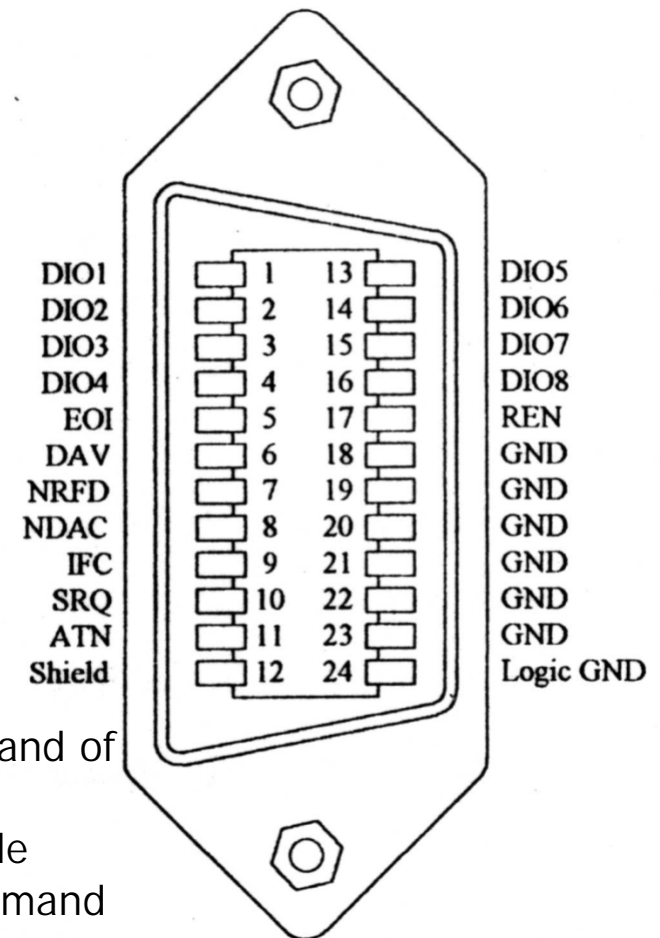 DIO1 1 13 DIO5
DIO2 2 14 DIO6
DIO3 3 15 DIO7
DIO4 4 16 DIO8
EOI 5 17 REN
DAV 6 18 GND
NRFD 7 19 GND
NDAC 8 20 GND
IFC 9 21 GND
SRQ 10 22 GND
ATN 11 23 GND
Shield 12 24 Logic GND
and of